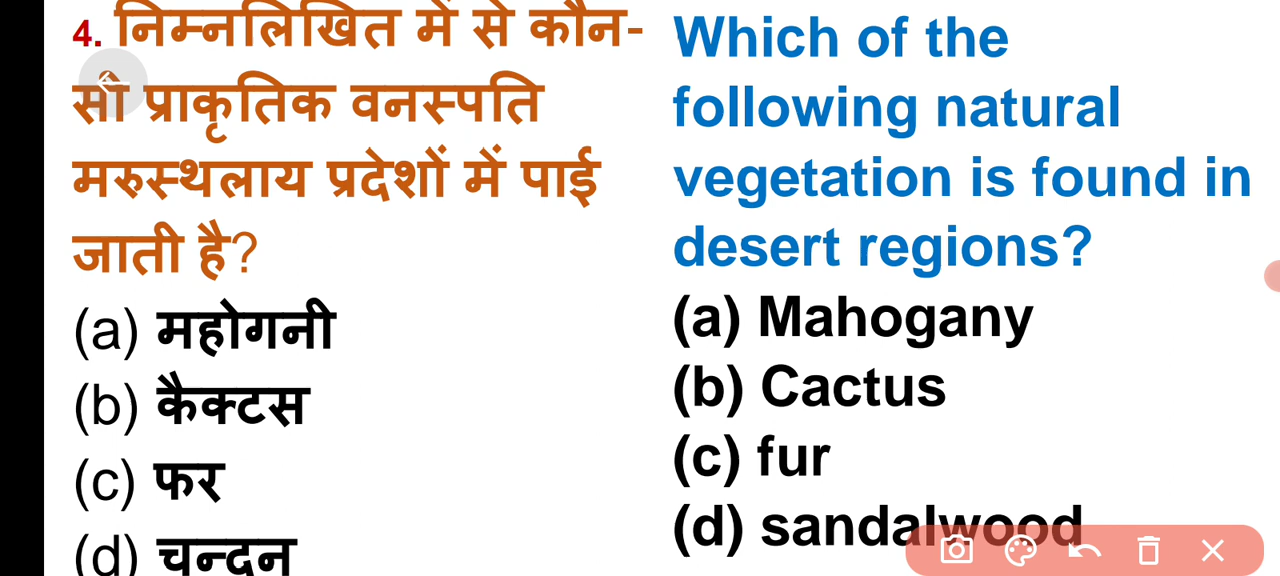 4. निम्नलिखित में से कौन-
सी प्राकृतिक वनस्पति
मरुस्थलाय प्रदेशों में पाई
जाती है?
(a) महोगनी
(b) कैक्टस
(c) फर
(d) चन्दन
Which of the
following natural
vegetation is found in
desert regions?
(a) Mahogany
(b) Cactus
(c) fur
(d) sandalwood